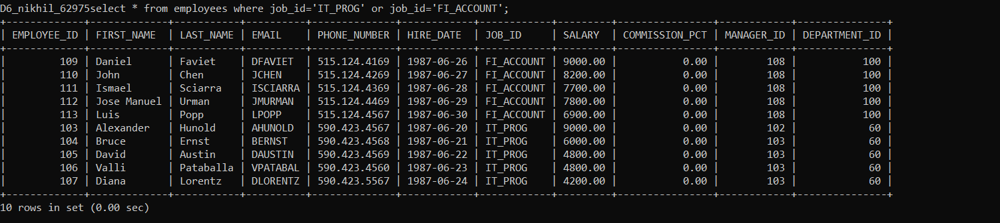 D6_nikhil_62975select * from employees where job_id='IT_PROG' or job_id='FI_ACCOUNT';
+-------------+-------------+-----------+----------+--------------+------------+------------+---------+----------------+------------+---------------+
| EMPLOYEE_ID | FIRST_NAME  | LAST_NAME | EMAIL    | PHONE_NUMBER | HIRE_DATE  | JOB_ID     | SALARY  | COMMISSION_PCT | MANAGER_ID | DEPARTMENT_ID |
+-------------+-------------+-----------+----------+--------------+------------+------------+---------+----------------+------------+---------------+
|         109 | Daniel      | Faviet    | DFAVIET  | 515.124.4169 | 1987-06-26 | FI_ACCOUNT | 9000.00 |           0.00 |        108 |           100 |
|         110 | John        | Chen      | JCHEN    | 515.124.4269 | 1987-06-27 | FI_ACCOUNT | 8200.00 |           0.00 |        108 |           100 |
|         111 | Ismael      | Sciarra   | ISCIARRA | 515.124.4369 | 1987-06-28 | FI_ACCOUNT | 7700.00 |           0.00 |        108 |           100 |
|         112 | Jose Manuel | Urman     | JMURMAN  | 515.124.4469 | 1987-06-29 | FI_ACCOUNT | 7800.00 |           0.00 |        108 |           100 |
|         113 | Luis        | Popp      | LPOPP    | 515.124.4567 | 1987-06-30 | FI_ACCOUNT | 6900.00 |           0.00 |        108 |           100 |
|         103 | Alexander   | Hunold    | AHUNOLD  | 590.423.4567 | 1987-06-20 | IT_PROG    | 9000.00 |           0.00 |        102 |            60 |
|         104 | Bruce       | Ernst     | BERNST   | 590.423.4568 | 1987-06-21 | IT_PROG    | 6000.00 |           0.00 |        103 |            60 |
|         105 | David       | Austin    | DAUSTIN  | 590.423.4569 | 1987-06-22 | IT_PROG    | 4800.00 |           0.00 |        103 |            60 |
|         106 | Valli       | Pataballa | VPATABAL | 590.423.4560 | 1987-06-23 | IT_PROG    | 4800.00 |           0.00 |        103 |            60 |
|         107 | Diana       | Lorentz   | DLORENTZ | 590.423.5567 | 1987-06-24 | IT_PROG    | 4200.00 |           0.00 |        103 |            60 |
+-------------+-------------+-----------+----------+--------------+------------+------------+---------+----------------+------------+---------------+
10 rows in set (0.00 sec)